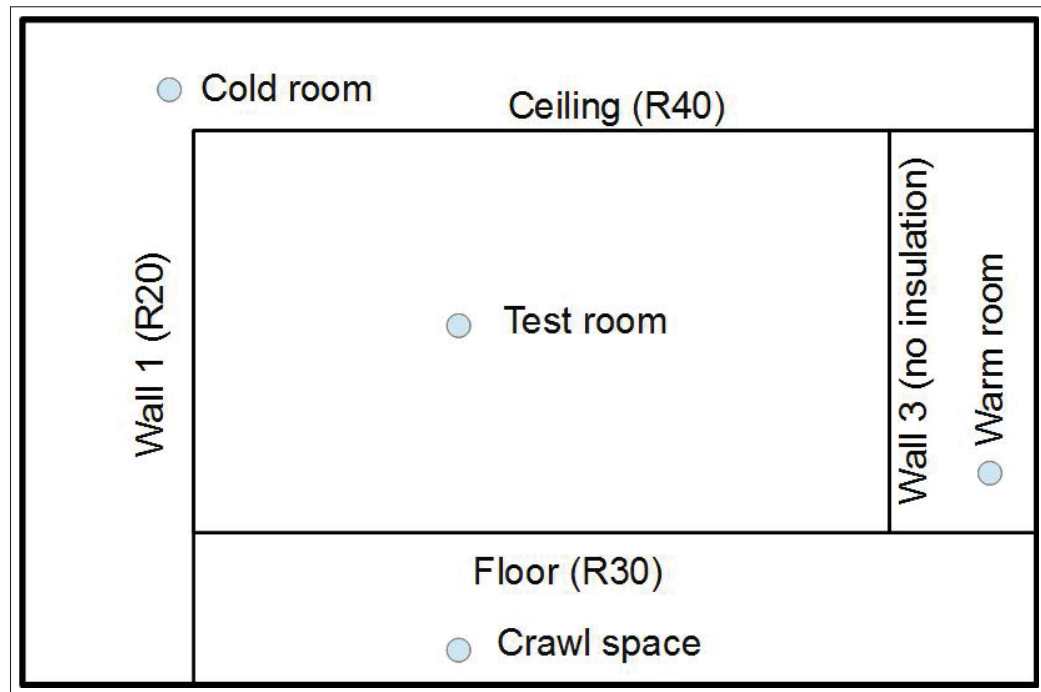 Cold room
Ceiling (R40)
Wall 1 (R20)
Test room
Wall 3 (no insulation)
Warm room
Floor (R30)
Crawl space